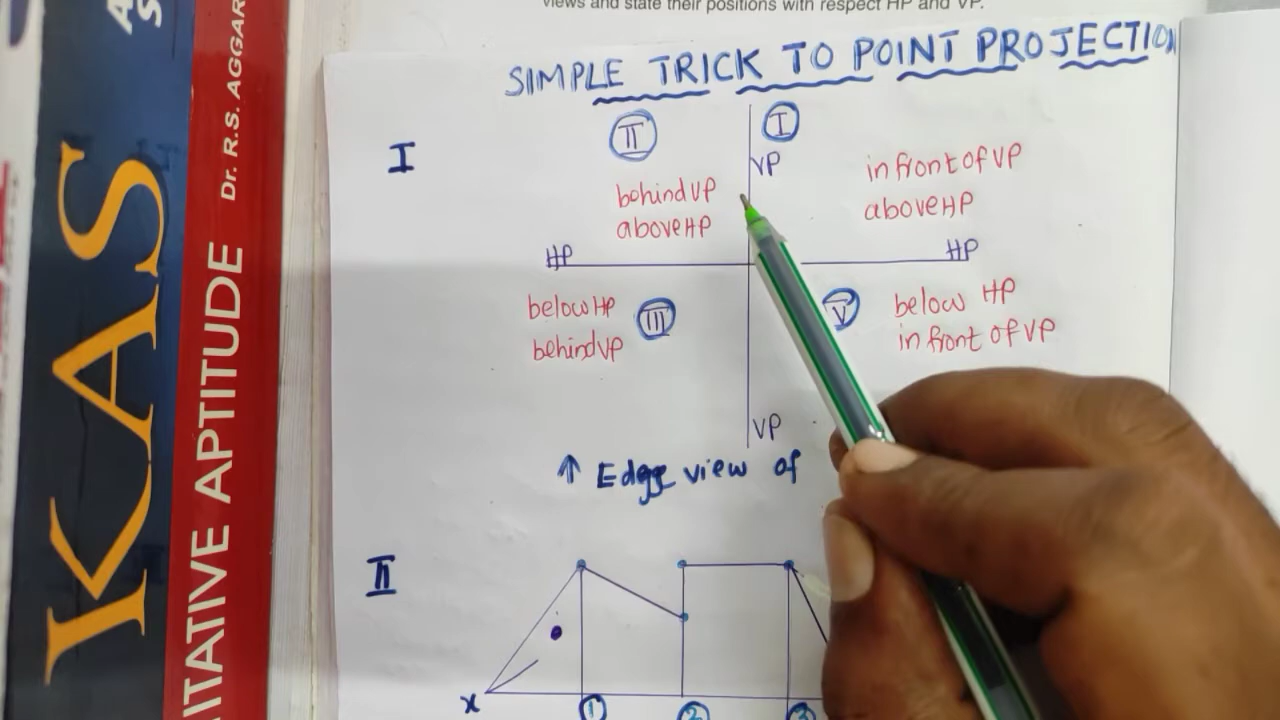 views and state their positions with respect HP and VP.
SIMPLE TRICK TO POINT PROJECTION
I
II
I
VP
behind VP
above HP
in front of VP
above HP
HP
HP
below HP
behind VP
III
V
below HP
in front of VP
VP
↑ Edge view of
II
X
1
2
3
KAS
ITATIVE APTITUDE Dr. R.S. AGGAR
A
S